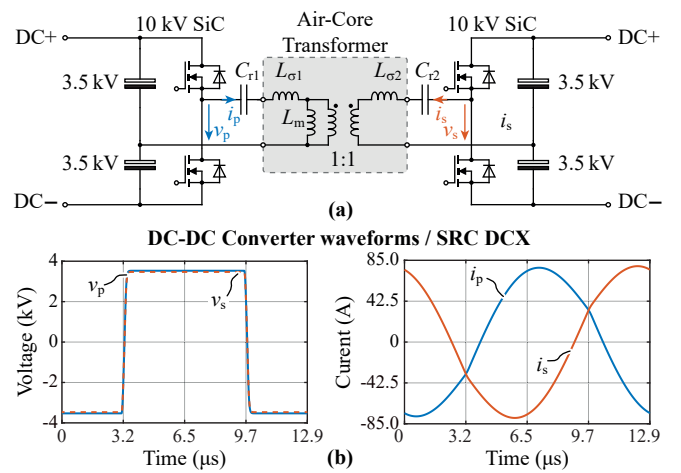 DC+
10 kV SiC
Air-Core
Transformer
10 kV SiC
DC+
3.5 kV
Cr1
Lσ1
Lσ2
Cr2
3.5 kV
ip
vp
Lm
is
vs
is
3.5 kV
1:1
3.5 kV
DC−
DC−
(a)
DC-DC Converter waveforms / SRC DCX
Voltage (kV)
4
2
0
-2
-4
vp
vs
0
3.2
6.5
9.7
12.9
Time (μs)
(b)
Curent (A)
85.0
42.5
0
-42.5
-85.0
ip
is
0
3.2
6.5
9.7
12.9
Time (μs)